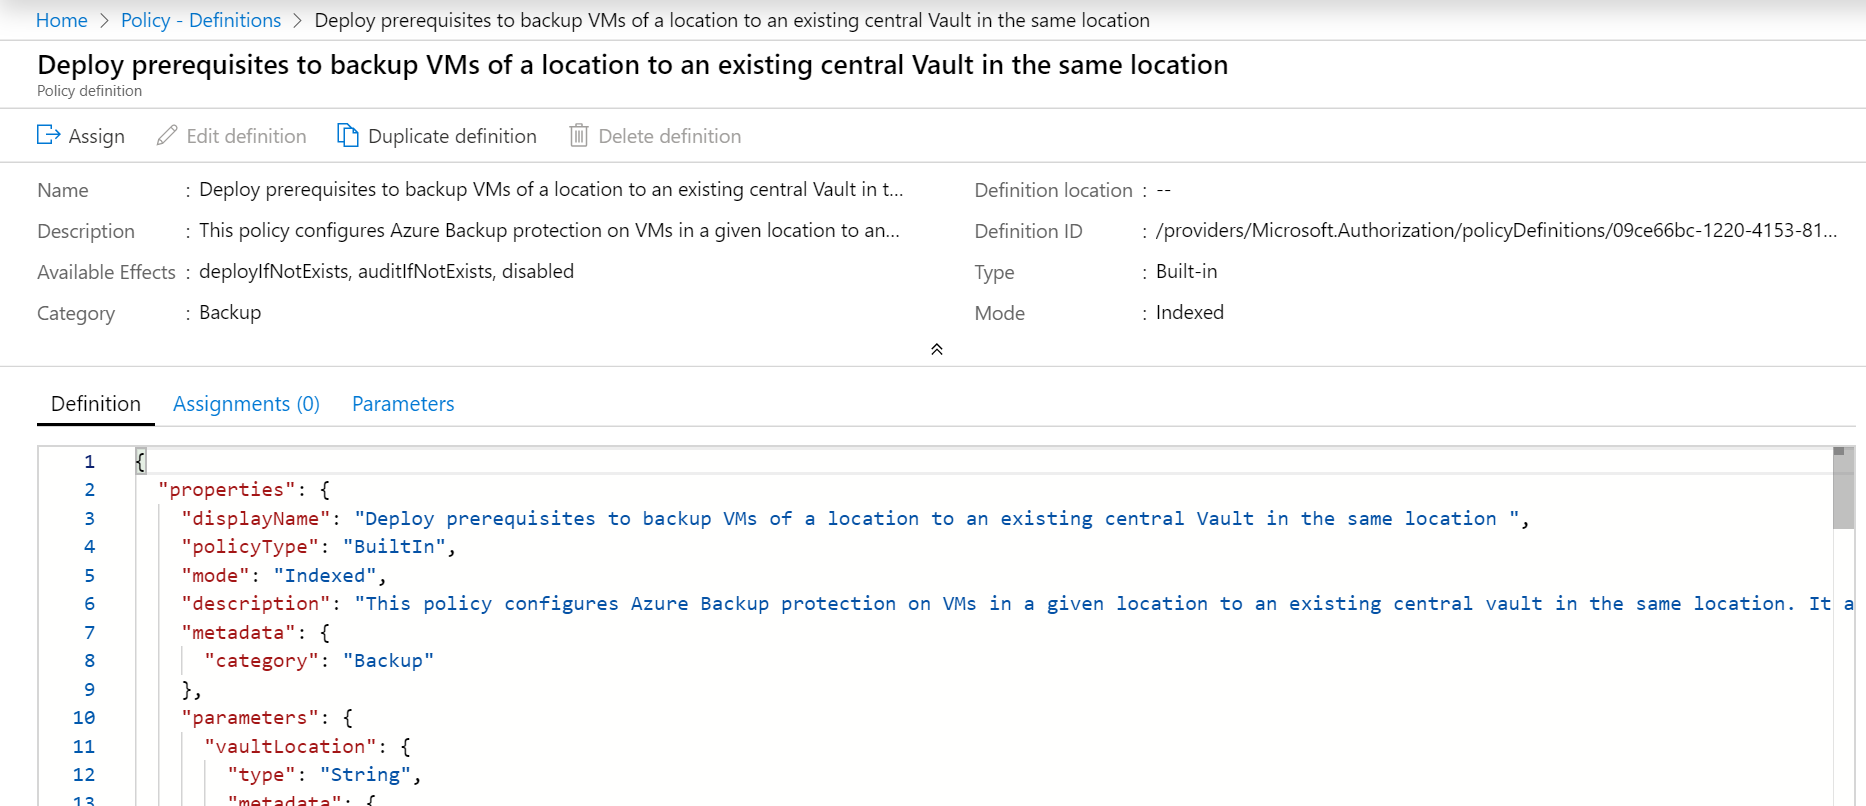 Home > Policy - Definitions > Deploy prerequisites to backup VMs of a location to an existing central Vault in the same location
Deploy prerequisites to backup VMs of a location to an existing central Vault in the same location
Policy definition
Assign Edit definition Duplicate definition Delete definition
Name : Deploy prerequisites to backup VMs of a location to an existing central Vault in t...
Definition location : --
Description : This policy configures Azure Backup protection on VMs in a given location to an...
Definition ID : /providers/Microsoft.Authorization/policyDefinitions/09ce66bc-1220-4153-81...
Available Effects : deployIfNotExists, auditIfNotExists, disabled
Type : Built-in
Category : Backup
Mode : Indexed
Definition Assignments (0) Parameters
1 {
2 "properties": {
3 "displayName": "Deploy prerequisites to backup VMs of a location to an existing central Vault in the same location ",
4 "policyType": "BuiltIn",
5 "mode": "Indexed",
6 "description": "This policy configures Azure Backup protection on VMs in a given location to an existing central vault in the same location. It a
7 "metadata": {
8 "category": "Backup"
9 },
10 "parameters": {
11 "vaultLocation": {
12 "type": "String",
13 "metadata": {